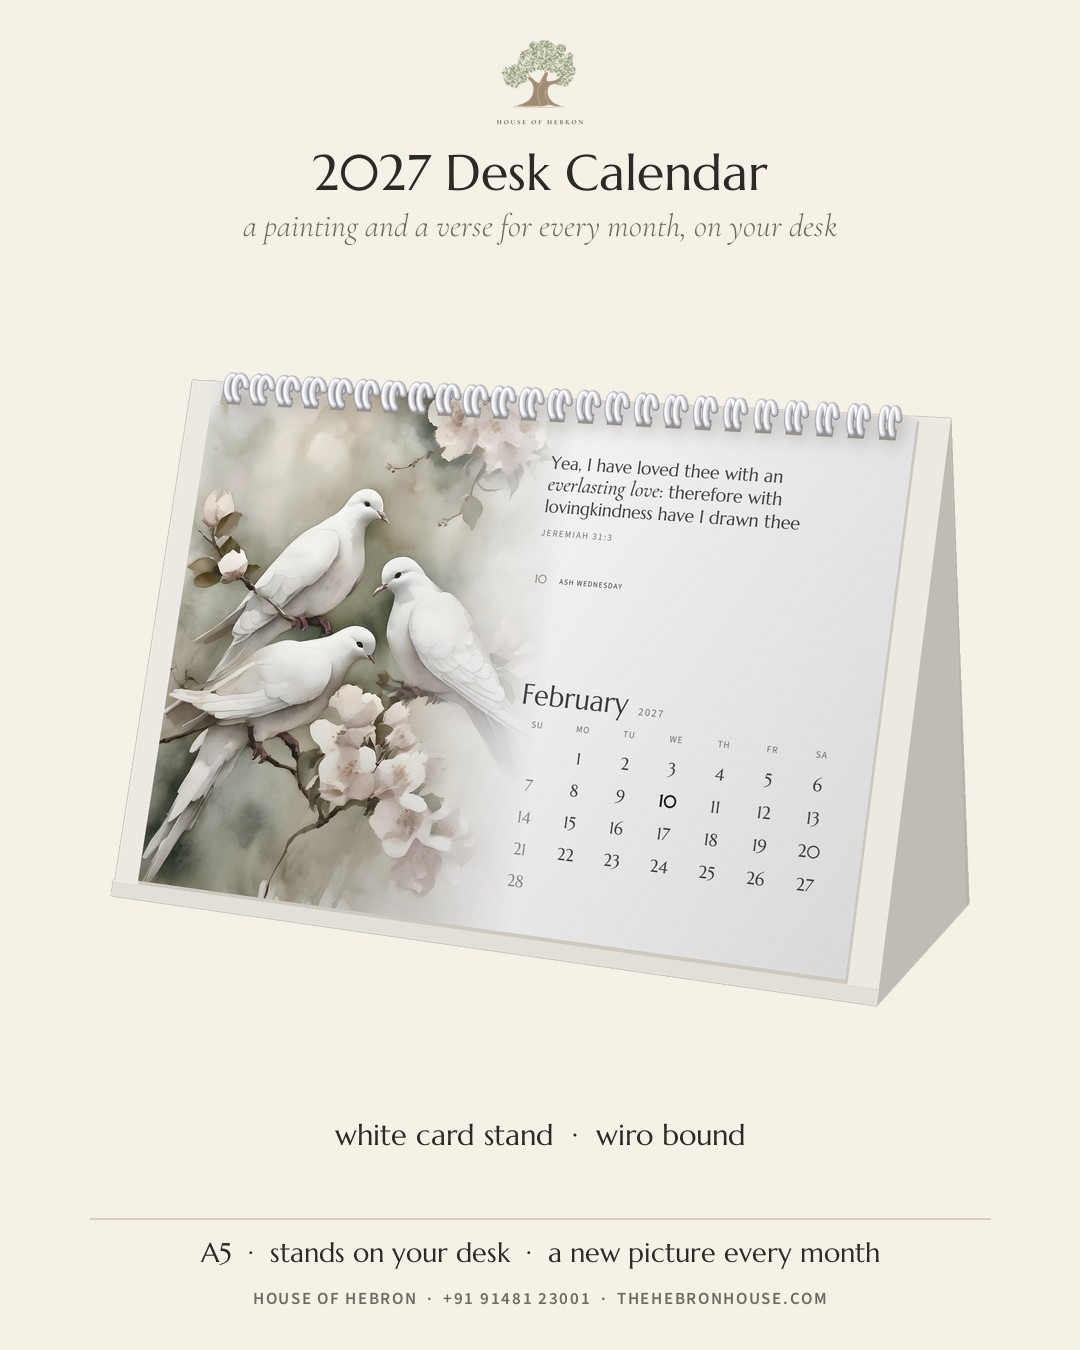 HOUSE OF HEBRON
2027 Desk Calendar
a painting and a verse for every month, on your desk
Yea, I have loved thee with an
everlasting love: therefore with
lovingkindness have I drawn thee
JEREMIAH 31:3
10 ASH WEDNESDAY
February 2027
SU MO TU WE TH FR SA
1 2 3 4 5 6
7 8 9 10 11 12 13
14 15 16 17 18 19 20
21 22 23 24 25 26 27
28
white card stand · wiro bound
A5 · stands on your desk · a new picture every month
HOUSE OF HEBRON · +91 91481 23001 · THEHEBRONHOUSE.COM